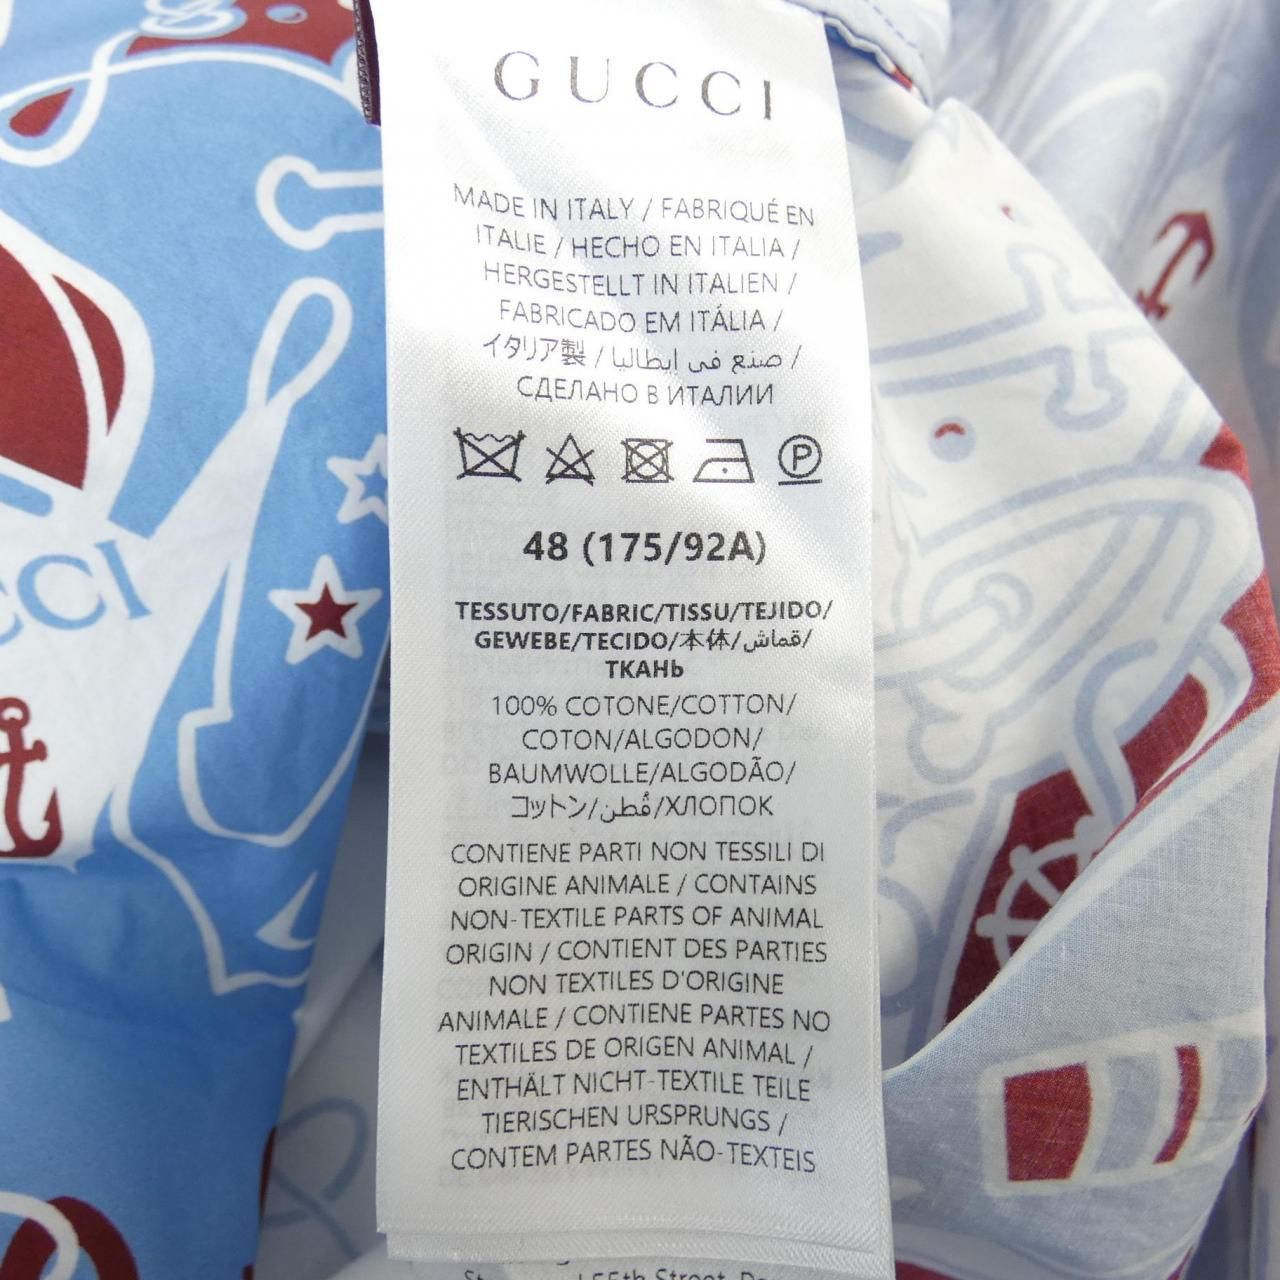 GUCCI
MADE IN ITALY / FABRIQUÉ EN
ITALIE / HECHO EN ITALIA /
HERGESTELLT IN ITALIEN /
FABRICADO EM ITÁLIA /
イタリア製 / صنع في ايطاليا /
СДЕЛАНО В ИТАЛИИ
P
48 (175/92A)
TESSUTO/FABRIC/TISSU/TEJIDO/
GEWEBE/TECIDO/本体/قماش/
ТКАНЬ
100% COTONE/COTTON/
COTON/ALGODON/
BAUMWOLLE/ALGODÃO/
コットン/قُطن/ХЛОПОК
CONTIENE PARTI NON TESSILI DI
ORIGINE ANIMALE / CONTAINS
NON-TEXTILE PARTS OF ANIMAL
ORIGIN / CONTIENT DES PARTIES
NON TEXTILES D'ORIGINE
ANIMALE / CONTIENE PARTES NO
TEXTILES DE ORIGEN ANIMAL /
ENTHÄLT NICHT-TEXTILE TEILE
TIERISCHEN URSPRUNGS /
CONTEM PARTES NÃO-TEXTEIS
55th Street,
CCI